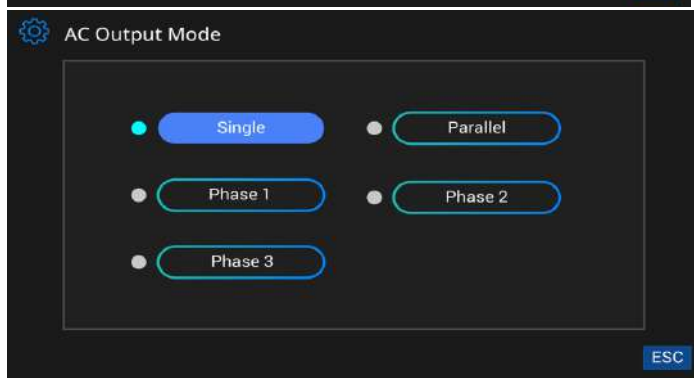 AC Output Mode
Single
Parallel
Phase 1
Phase 2
Phase 3
ESC